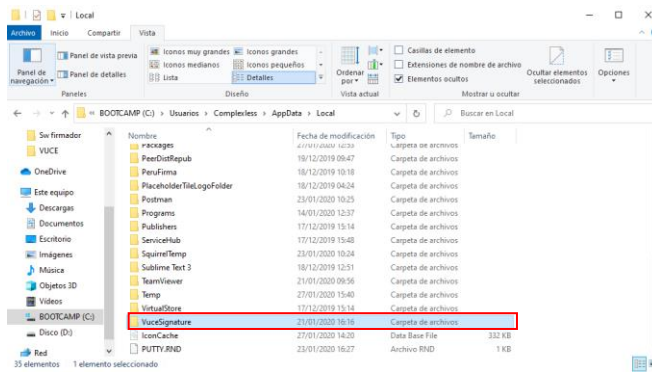 Local
Archivo Inicio Compartir Vista
Panel de navegación
Panel de vista previa
Panel de detalles
Paneles
Iconos muy grandes Iconos grandes
Iconos medianos Iconos pequeños
Lista Detalles
Diseño
Ordenar por
Vista actual
Casillas de elemento
Extensiones de nombre de archivo
Elementos ocultos
Ocultar elementos seleccionados
Mostrar u ocultar
Opciones
« BOOTCAMP (C:) > Usuarios > Complexless > AppData > Local
Buscar en Local
Sw firmador
VUCE
OneDrive
Este equipo
Descargas
Documentos
Escritorio
Imágenes
Música
Objetos 3D
Vídeos
BOOTCAMP (C:)
Disco (D:)
Red
Nombre Fecha de modificación Tipo Tamaño
Packages 27/01/2020 12:53 Carpeta de archivos
PeerDistRepub 19/12/2019 09:47 Carpeta de archivos
PeruFirma 18/12/2019 10:18 Carpeta de archivos
PlaceholderTileLogoFolder 18/12/2019 04:24 Carpeta de archivos
Postman 23/01/2020 10:25 Carpeta de archivos
Programs 14/01/2020 12:37 Carpeta de archivos
Publishers 17/12/2019 15:14 Carpeta de archivos
ServiceHub 17/12/2019 15:48 Carpeta de archivos
SquirrelTemp 23/01/2020 10:24 Carpeta de archivos
Sublime Text 3 18/12/2019 12:51 Carpeta de archivos
TeamViewer 21/01/2020 09:56 Carpeta de archivos
Temp 27/01/2020 15:40 Carpeta de archivos
VirtualStore 17/12/2019 15:14 Carpeta de archivos
VuceSignature 21/01/2020 16:16 Carpeta de archivos
IconCache 27/01/2020 14:20 Data Base File 332 KB
PUTTY.RND 23/01/2020 16:27 Archivo RND 1 KB
35 elementos 1 elemento seleccionado